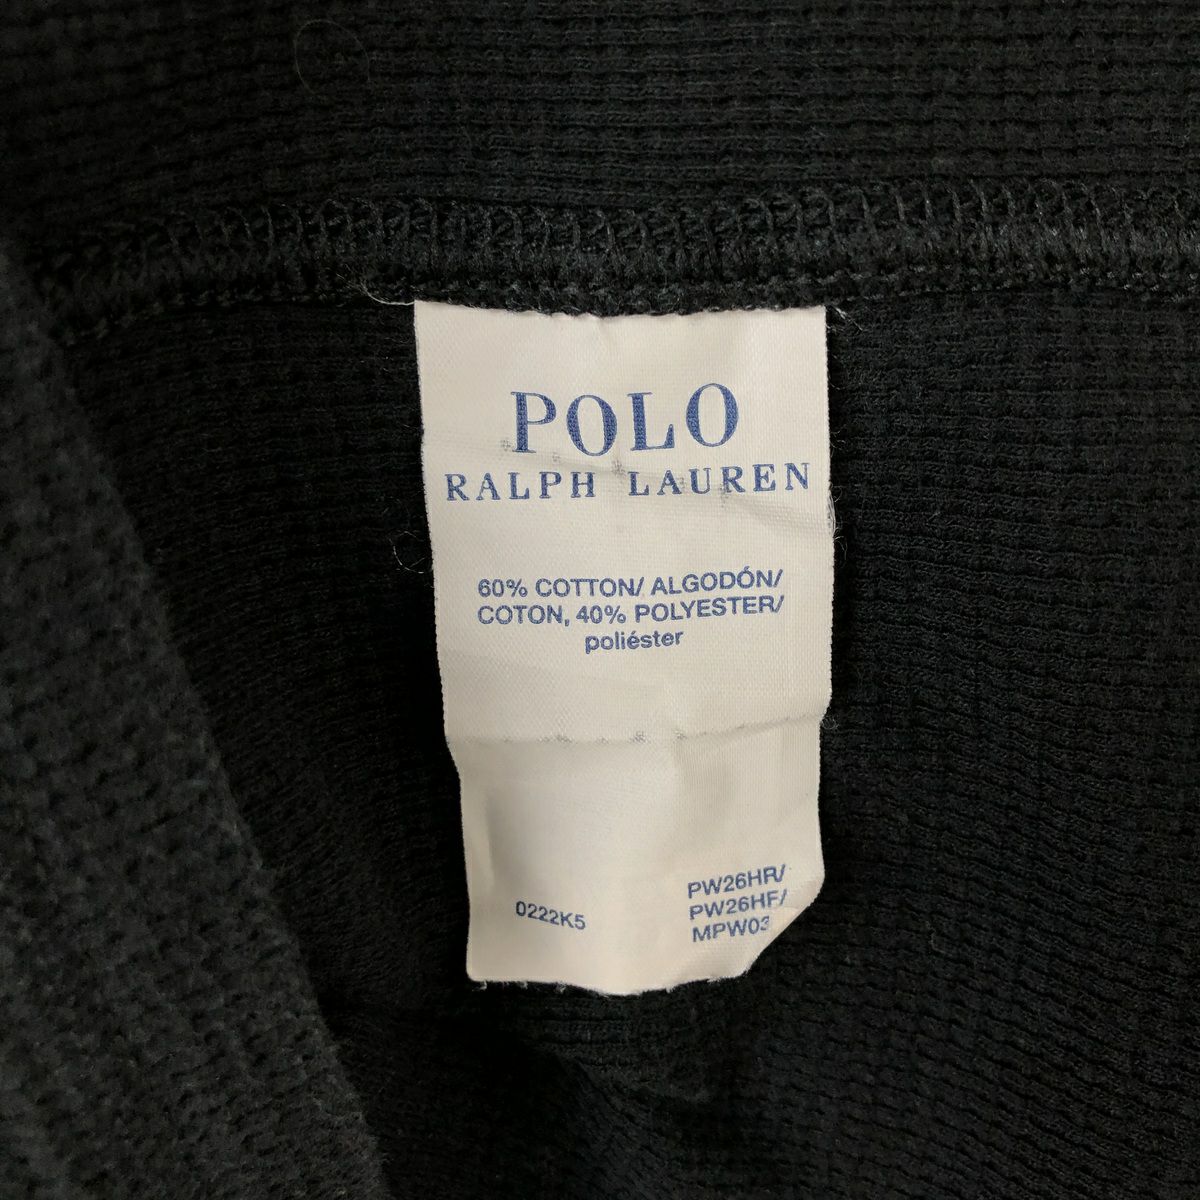 POLO
RALPH LAUREN
60% COTTON/ ALGODÓN/
COTON, 40% POLYESTER/
poliéster
0222K5
PW26HR/
PW26HF/
MPW03